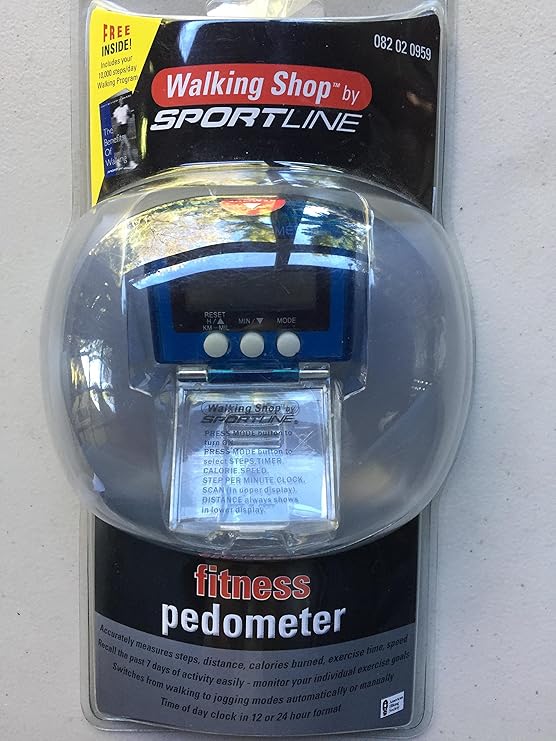 FREE
INSIDE!
Includes your
10,000 steps/day
Walking Program
The
Benefits
Of
Walking
082 02 0959
Walking Shop™ by
SPORTLINE
RESET
H/▲
KM–MIL
MIN/▼
MODE
Walking Shop by
SPORTLINE®
PRESS MODE button to
turn ON.
PRESS MODE button to
select STEPS, TIMER,
CALORIE, SPEED,
STEP PER MINUTE, CLOCK,
SCAN (in upper display).
DISTANCE always shows
in lower display.
fitness
pedometer
Accurately measures steps, distance, calories burned, exercise time, speed
Recall the past 7 days of activity easily - monitor your individual exercise goals
Switches from walking to jogging modes automatically or manually
Time of day clock in 12 or 24 hour format